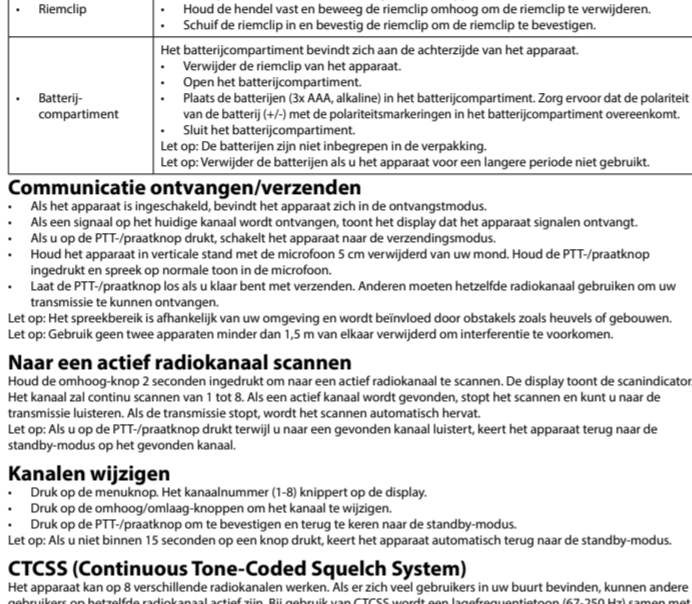 • Riemclip
• Houd de hendel vast en beweeg de riemclip omhoog om de riemclip te verwijderen.
• Schuif de riemclip in en bevestig de riemclip om de riemclip te bevestigen.
• Batterij-
compartiment
Het batterijcompartiment bevindt zich aan de achterzijde van het apparaat.
• Verwijder de riemclip van het apparaat.
• Open het batterijcompartiment.
• Plaats de batterijen (3x AAA, alkaline) in het batterijcompartiment. Zorg ervoor dat de polariteit
van de batterij (+/-) met de polariteitsmarkeringen in het batterijcompartiment overeenkomt.
• Sluit het batterijcompartiment.
Let op: De batterijen zijn niet inbegrepen in de verpakking.
Let op: Verwijder de batterijen als u het apparaat voor een langere periode niet gebruikt.
Communicatie ontvangen/verzenden
• Als het apparaat is ingeschakeld, bevindt het apparaat zich in de ontvangstmodus.
• Als een signaal op het huidige kanaal wordt ontvangen, toont het display dat het apparaat signalen ontvangt.
• Als u op de PTT-/praatknop drukt, schakelt het apparaat naar de verzendingsmodus.
• Houd het apparaat in verticale stand met de microfoon 5 cm verwijderd van uw mond. Houd de PTT-/praatknop
ingedrukt en spreek op normale toon in de microfoon.
• Laat de PTT-/praatknop los als u klaar bent met verzenden. Anderen moeten hetzelfde radiokanaal gebruiken om uw
transmissie te kunnen ontvangen.
Let op: Het spreekbereik is afhankelijk van uw omgeving en wordt beïnvloed door obstakels zoals heuvels of gebouwen.
Let op: Gebruik geen twee apparaten minder dan 1,5 m van elkaar verwijderd om interferentie te voorkomen.
Naar een actief radiokanaal scannen
Houd de omhoog-knop 2 seconden ingedrukt om naar een actief radiokanaal te scannen. De display toont de scanindicator.
Het kanaal zal continu scannen van 1 tot 8. Als een actief kanaal wordt gevonden, stopt het scannen en kunt u naar de
transmissie luisteren. Als de transmissie stopt, wordt het scannen automatisch hervat.
Let op: Als u op de PTT-/praatknop drukt terwijl u naar een gevonden kanaal luistert, keert het apparaat terug naar de
standby-modus op het gevonden kanaal.
Kanalen wijzigen
• Druk op de menuknop. Het kanaalnummer (1-8) knippert op de display.
• Druk op de omhoog/omlaag-knoppen om het kanaal te wijzigen.
• Druk op de PTT-/praatknop om te bevestigen en terug te keren naar de standby-modus.
Let op: Als u niet binnen 15 seconden op een knop drukt, keert het apparaat automatisch terug naar de standby-modus.
CTCSS (Continuous Tone-Coded Squelch System)
Het apparaat kan op 8 verschillende radiokanalen werken. Als er zich veel gebruikers in uw buurt bevinden, kunnen andere
gebruikers op hetzelfde radiokanaal actief zijn. Bij gebruik van CTCSS wordt een lagefrequentietoon (67-250 Hz) samen met